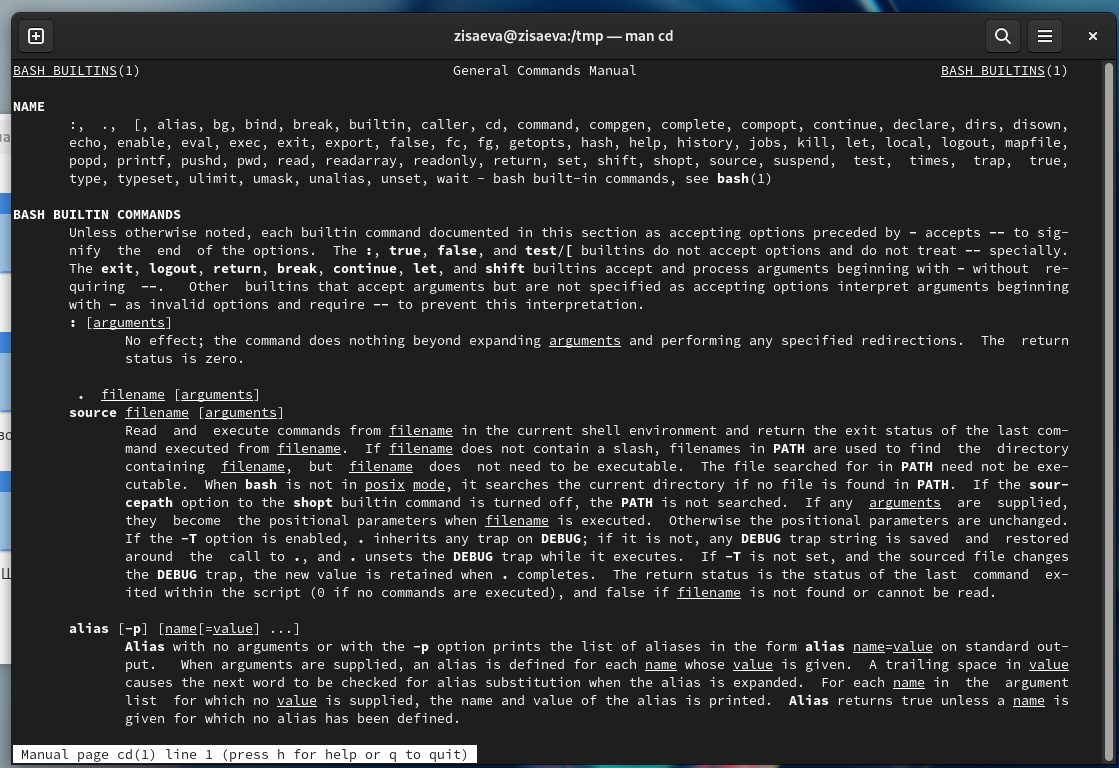 zisaeva@zisaeva:/tmp — man cd
BASH_BUILTINS(1) General Commands Manual BASH_BUILTINS(1)
NAME
:, ., [, alias, bg, bind, break, builtin, caller, cd, command, compgen, complete, compopt, continue, declare, dirs, disown,
echo, enable, eval, exec, exit, export, false, fc, fg, getopts, hash, help, history, jobs, kill, let, local, logout, mapfile,
popd, printf, pushd, pwd, read, readarray, readonly, return, set, shift, shopt, source, suspend, test, times, trap, true,
type, typeset, ulimit, umask, unalias, unset, wait - bash built-in commands, see bash(1)
BASH BUILTIN COMMANDS
Unless otherwise noted, each builtin command documented in this section as accepting options preceded by - accepts -- to sig-
nify the end of the options. The :, true, false, and test/[ builtins do not accept options and do not treat -- specially.
The exit, logout, return, break, continue, let, and shift builtins accept and process arguments beginning with - without re-
quiring --. Other builtins that accept arguments but are not specified as accepting options interpret arguments beginning
with - as invalid options and require -- to prevent this interpretation.
: [arguments]
No effect; the command does nothing beyond expanding arguments and performing any specified redirections. The return
status is zero.
. filename [arguments]
source filename [arguments]
Read and execute commands from filename in the current shell environment and return the exit status of the last com-
mand executed from filename. If filename does not contain a slash, filenames in PATH are used to find the directory
containing filename, but filename does not need to be executable. The file searched for in PATH need not be exe-
cutable. When bash is not in posix mode, it searches the current directory if no file is found in PATH. If the sour-
cepath option to the shopt builtin command is turned off, the PATH is not searched. If any arguments are supplied,
they become the positional parameters when filename is executed. Otherwise the positional parameters are unchanged.
If the -T option is enabled, . inherits any trap on DEBUG; if it is not, any DEBUG trap string is saved and restored
around the call to ., and . unsets the DEBUG trap while it executes. If -T is not set, and the sourced file changes
the DEBUG trap, the new value is retained when . completes. The return status is the status of the last command ex-
ited within the script (0 if no commands are executed), and false if filename is not found or cannot be read.
alias [-p] [name[=value] ...]
Alias with no arguments or with the -p option prints the list of aliases in the form alias name=value on standard out-
put. When arguments are supplied, an alias is defined for each name whose value is given. A trailing space in value
causes the next word to be checked for alias substitution when the alias is expanded. For each name in the argument
list for which no value is supplied, the name and value of the alias is printed. Alias returns true unless a name is
given for which no alias has been defined.
Manual page cd(1) line 1 (press h for help or q to quit)